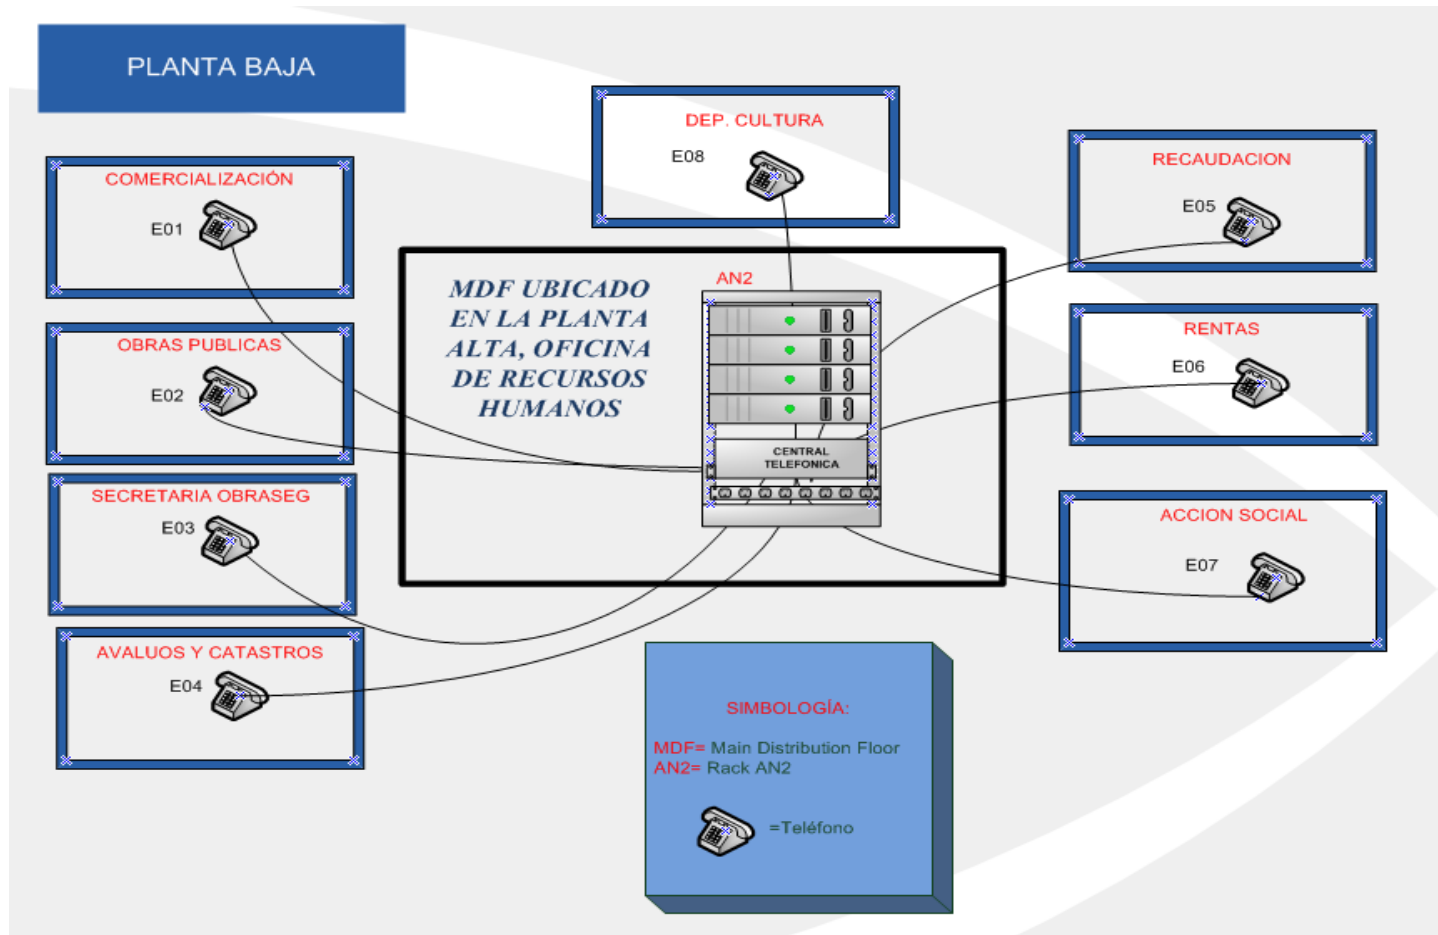 PLANTA BAJA
COMERCIALIZACIÓN
E01
OBRAS PUBLICAS
E02
SECRETARIA OBRASEG
E03
AVALUOS Y CATASTROS
E04
DEP. CULTURA
E08
MDF UBICADO
EN LA PLANTA
ALTA, OFICINA
DE RECURSOS
HUMANOS
AN2
CENTRAL
TELEFONICA
RECAUDACION
E05
RENTAS
E06
ACCION SOCIAL
E07
SIMBOLOGÍA:
MDF= Main Distribution Floor
AN2= Rack AN2
=Teléfono